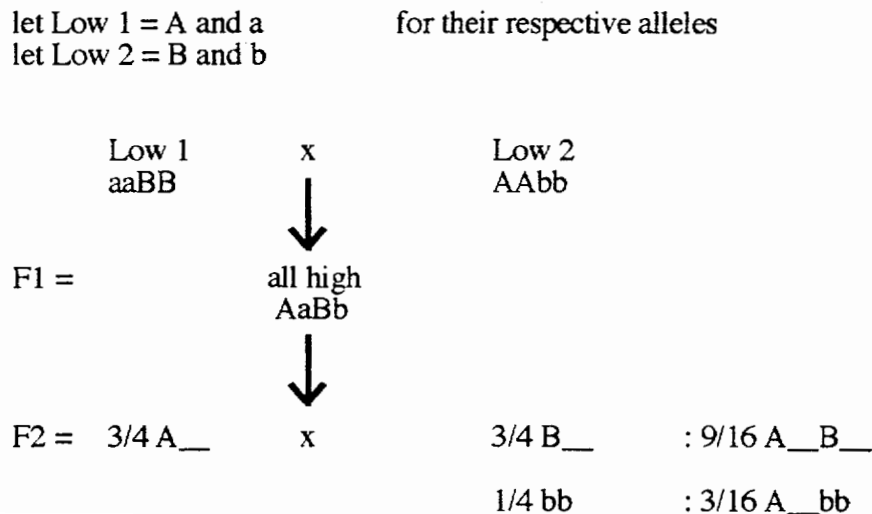 let Low 1 = A and a for their respective alleles
let Low 2 = B and b
Low 1 x Low 2
aaBB AAbb
F1 = all high
AaBb
F2 = 3/4 A__ x 3/4 B__ : 9/16 A__B__
1/4 bb : 3/16 A__bb